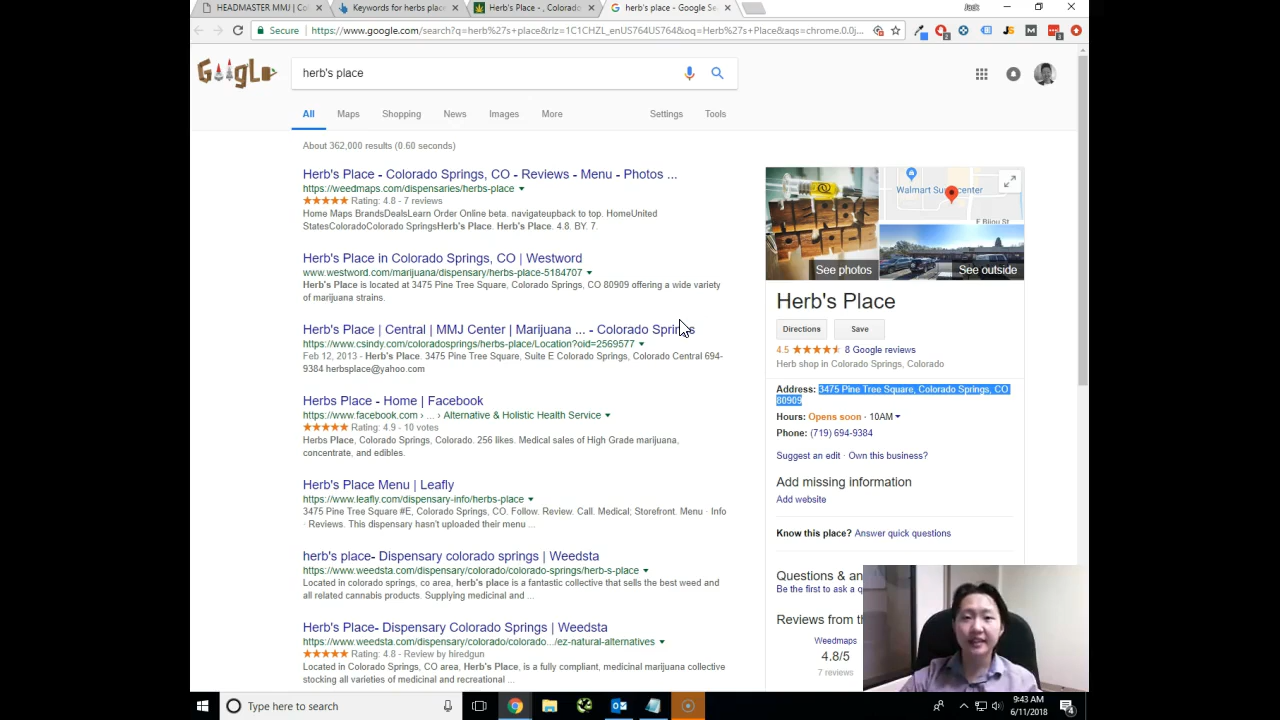 HEADMASTER MMJ | Col
Keywords for herbs place
Herb's Place - , Colorado
herb's place - Google Se
Jack
Secure
https://www.google.com/search?q=herb%27s+place&rlz=1C1CHZL_enUS764US764&oq=Herb%27s+Place&aqs=chrome.0.0j...
herb's place
All
Maps
Shopping
News
Images
More
Settings
Tools
About 362,000 results (0.60 seconds)
Herb's Place - Colorado Springs, CO - Reviews - Menu - Photos ...
https://weedmaps.com/dispensaries/herbs-place
Rating: 4.8 - 7 reviews
Home Maps BrandsDealsLearn Order Online beta. navigateupback to top. HomeUnited
StatesColoradoColorado SpringsHerb's Place. Herb's Place. 4.8. BY. 7.
Herb's Place in Colorado Springs, CO | Westword
www.westword.com/marijuana/dispensary/herbs-place-5184707
Herb's Place is located at 3475 Pine Tree Square, Colorado Springs, CO 80909 offering a wide variety
of marijuana strains.
Herb's Place | Central | MMJ Center | Marijuana ... - Colorado Springs
https://www.csindy.com/coloradosprings/herbs-place/Location?oid=2569577
Feb 12, 2013 - Herb's Place. 3475 Pine Tree Square, Suite E Colorado Springs, Colorado Central 694-
9384 herbsplace@yahoo.com
Herbs Place - Home | Facebook
https://www.facebook.com › ... › Alternative & Holistic Health Service
Rating: 4.9 - 10 votes
Herbs Place, Colorado Springs, Colorado. 256 likes. Medical sales of High Grade marijuana,
concentrate, and edibles.
Herb's Place Menu | Leafly
https://www.leafly.com/dispensary-info/herbs-place
3475 Pine Tree Square #E, Colorado Springs, CO. Follow. Review. Call. Medical; Storefront. Menu · Info
· Reviews. This dispensary hasn't uploaded their menu ...
herb's place- Dispensary colorado springs | Weedsta
https://www.weedsta.com/dispensary/colorado/colorado-springs/herb-s-place
Located in colorado springs, co area, herb's place is a fantastic collective that sells the best weed and
all related cannabis products. Supplying medicinal and ...
Herb's Place- Dispensary Colorado Springs | Weedsta
https://www.weedsta.com/dispensary/colorado/colorado.../ez-natural-alternatives
Rating: 4.8 - Review by hiredgun
Located in Colorado Springs, CO area, Herb's Place, is a fully compliant, medicinal marijuana collective
stocking all varieties of medicinal and recreational ...
HERBS
PLACE
See photos
Walmart Supercenter
E Bijou St
See outside
Herb's Place
Directions
Save
4.5
8 Google reviews
Herb shop in Colorado Springs, Colorado
Address: 3475 Pine Tree Square, Colorado Springs, CO
80909
Hours: Opens soon · 10AM
Phone: (719) 694-9384
Suggest an edit · Own this business?
Add missing information
Add website
Know this place? Answer quick questions
Questions & an
Be the first to ask a q
Reviews from th
Weedmaps
4.8/5
7 reviews
Type here to search
9:43 AM
6/11/2018
4